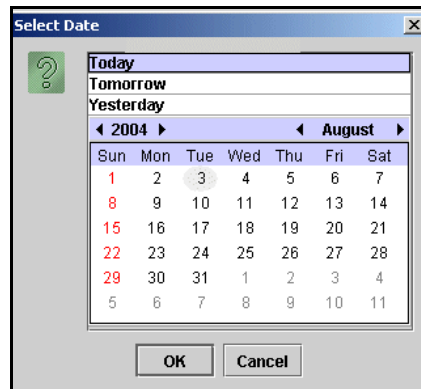 Select Date
Today
Tomorrow
Yesterday
2004 August
Sun Mon Tue Wed Thu Fri Sat
1 2 3 4 5 6 7
8 9 10 11 12 13 14
15 16 17 18 19 20 21
22 23 24 25 26 27 28
29 30 31 1 2 3 4
5 6 7 8 9 10 11
OK Cancel